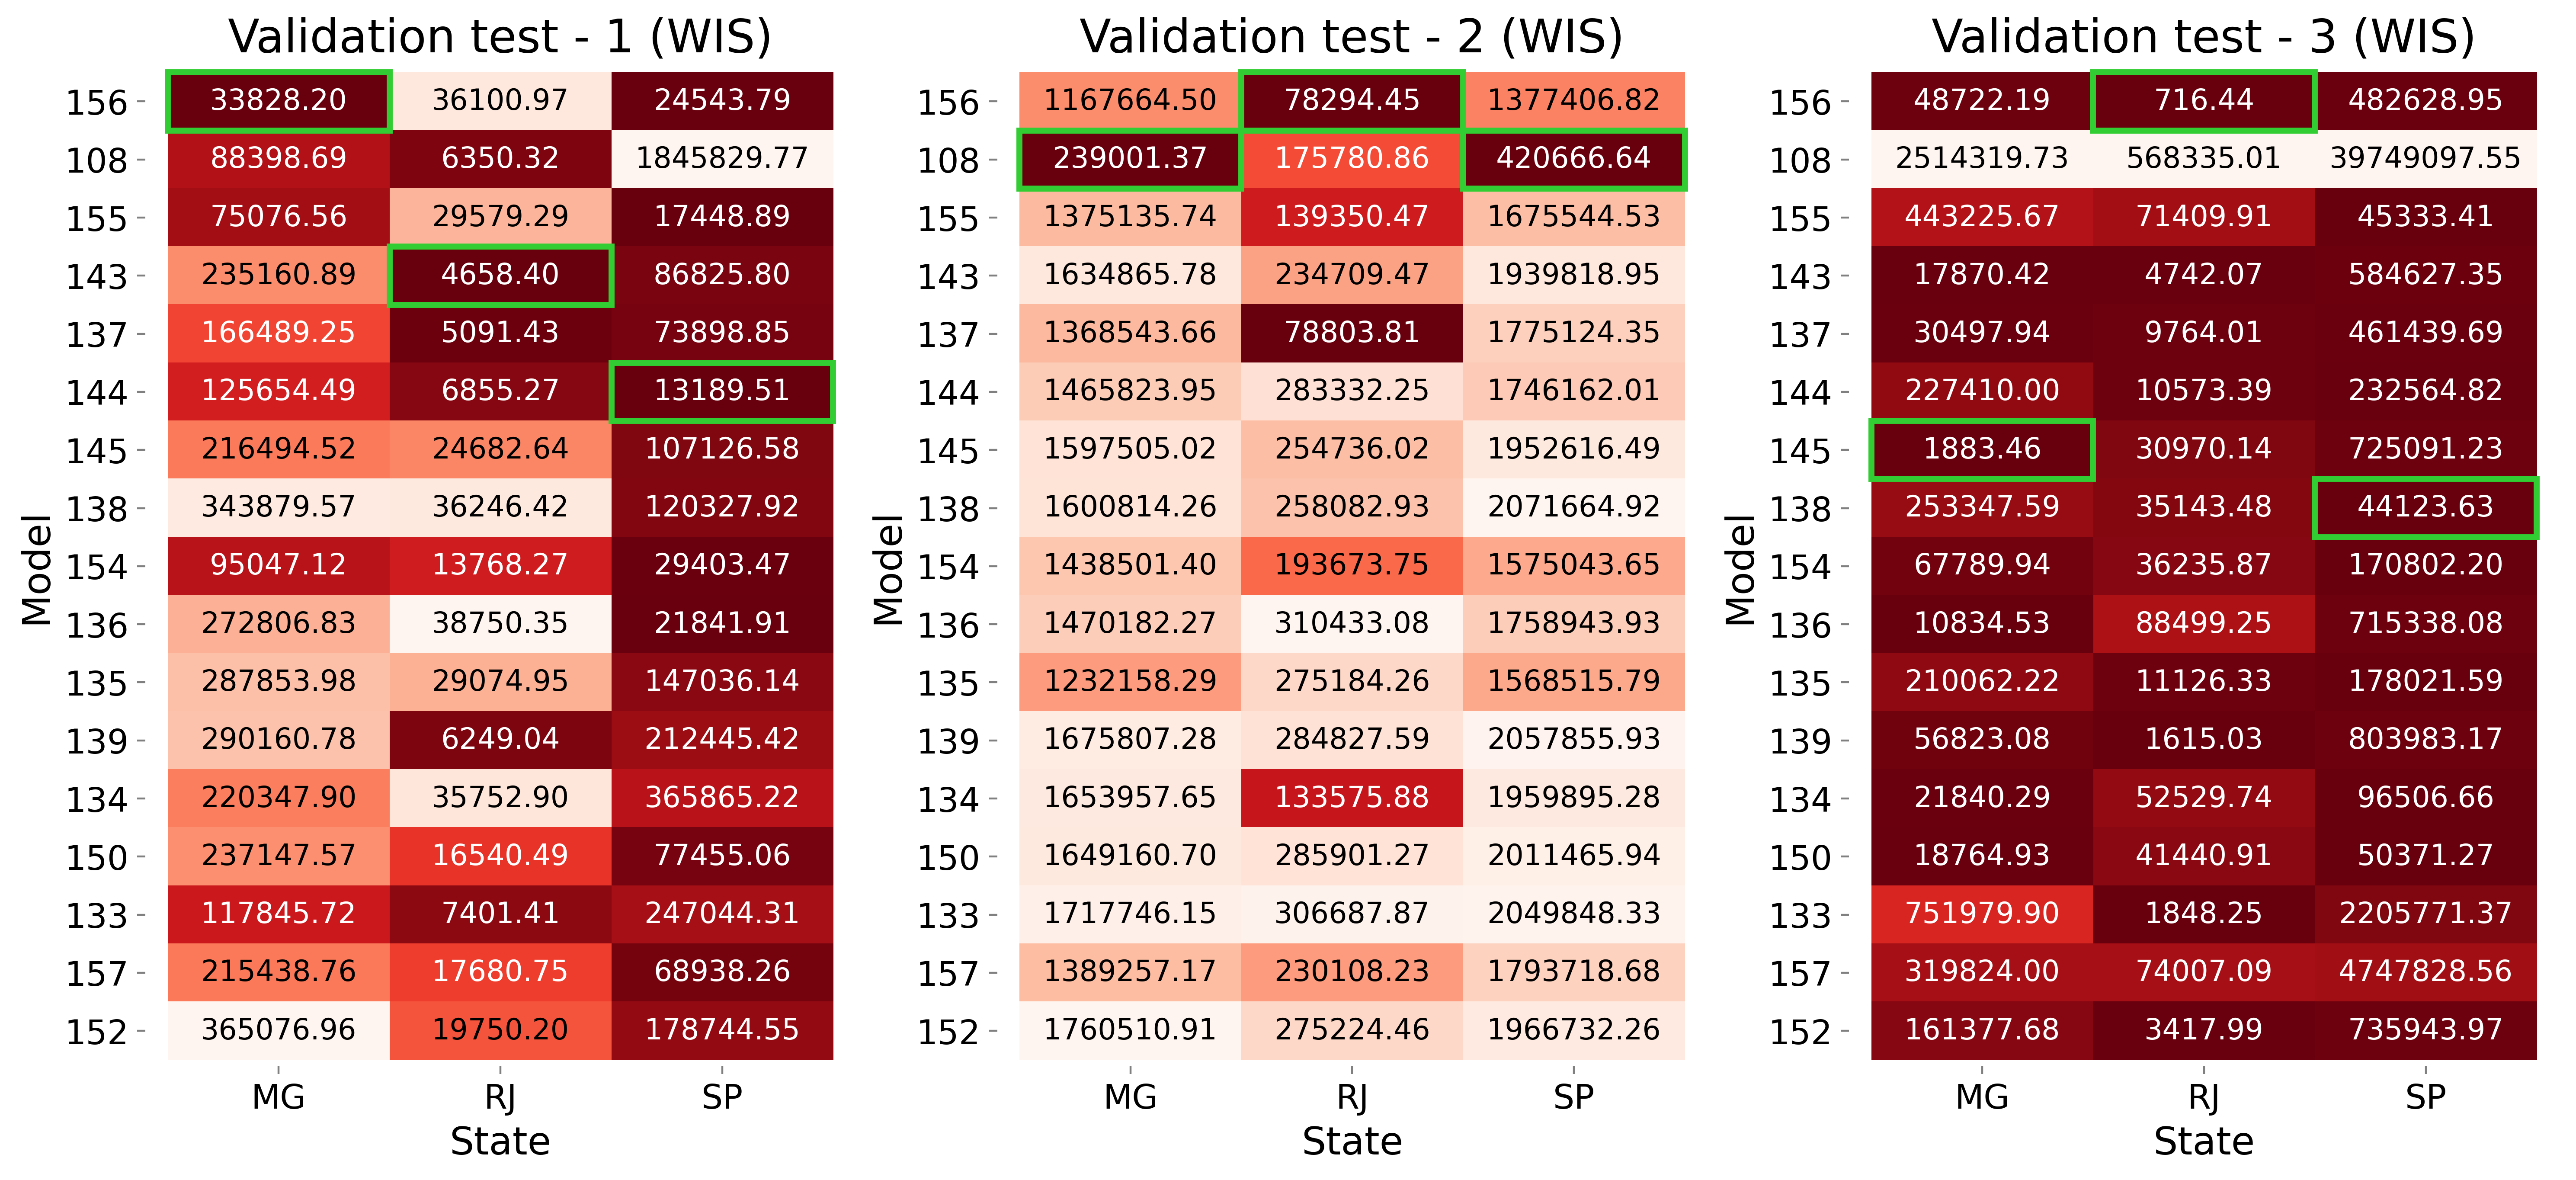 Validation test - 1 (WIS)
156 33828.20 36100.97 24543.79
108 88398.69 6350.32 1845829.77
155 75076.56 29579.29 17448.89
143 235160.89 4658.40 86825.80
137 166489.25 5091.43 73898.85
144 125654.49 6855.27 13189.51
145 216494.52 24682.64 107126.58
138 343879.57 36246.42 120327.92
154 95047.12 13768.27 29403.47
136 272806.83 38750.35 21841.91
135 287853.98 29074.95 147036.14
139 290160.78 6249.04 212445.42
134 220347.90 35752.90 365865.22
150 237147.57 16540.49 77455.06
133 117845.72 7401.41 247044.31
157 215438.76 17680.75 68938.26
152 365076.96 19750.20 178744.55
Model
MG RJ SP
State
Validation test - 2 (WIS)
156 1167664.50 78294.45 1377406.82
108 239001.37 175780.86 420666.64
155 1375135.74 139350.47 1675544.53
143 1634865.78 234709.47 1939818.95
137 1368543.66 78803.81 1775124.35
144 1465823.95 283332.25 1746162.01
145 1597505.02 254736.02 1952616.49
138 1600814.26 258082.93 2071664.92
154 1438501.40 193673.75 1575043.65
136 1470182.27 310433.08 1758943.93
135 1232158.29 275184.26 1568515.79
139 1675807.28 284827.59 2057855.93
134 1653957.65 133575.88 1959895.28
150 1649160.70 285901.27 2011465.94
133 1717746.15 306687.87 2049848.33
157 1389257.17 230108.23 1793718.68
152 1760510.91 275224.46 1966732.26
Model
MG RJ SP
State
Validation test - 3 (WIS)
156 48722.19 716.44 482628.95
108 2514319.73 568335.01 39749097.55
155 443225.67 71409.91 45333.41
143 17870.42 4742.07 584627.35
137 30497.94 9764.01 461439.69
144 227410.00 10573.39 232564.82
145 1883.46 30970.14 725091.23
138 253347.59 35143.48 44123.63
154 67789.94 36235.87 170802.20
136 10834.53 88499.25 715338.08
135 210062.22 11126.33 178021.59
139 56823.08 1615.03 803983.17
134 21840.29 52529.74 96506.66
150 18764.93 41440.91 50371.27
133 751979.90 1848.25 2205771.37
157 319824.00 74007.09 4747828.56
152 161377.68 3417.99 735943.97
Model
MG RJ SP
State